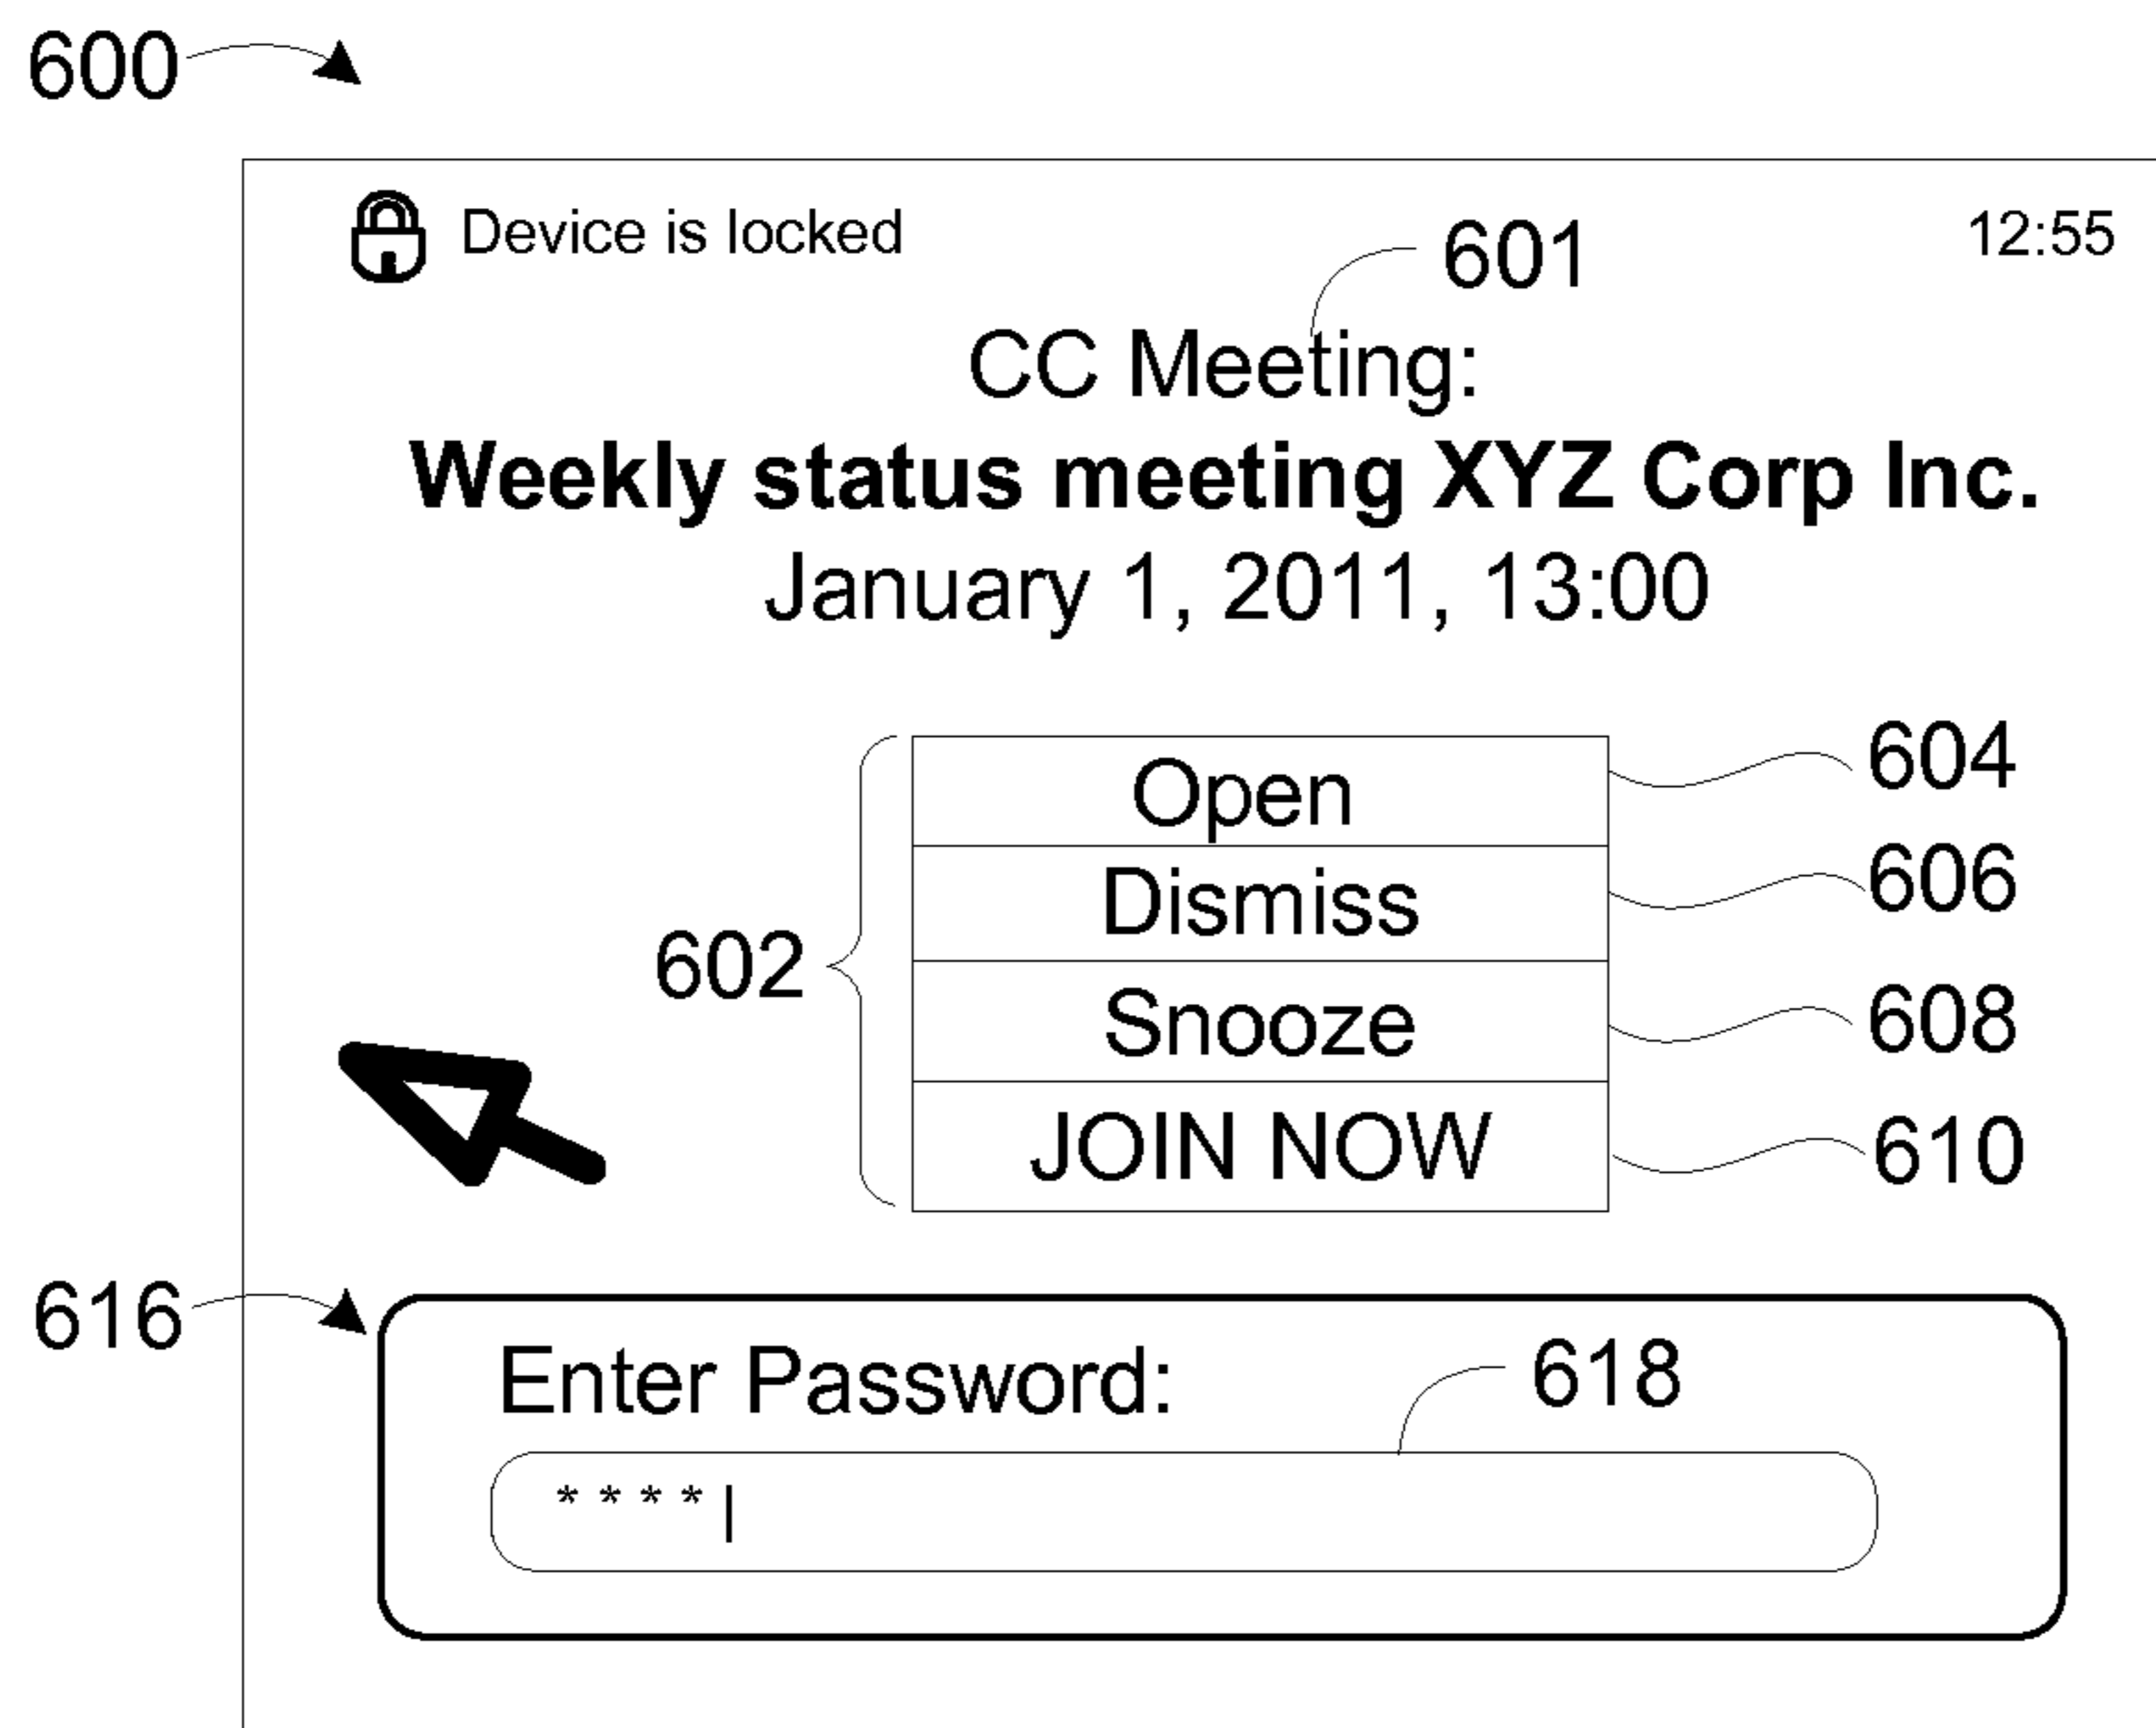 600
Device is locked 12:55
601
CC Meeting:
Weekly status meeting XYZ Corp Inc.
January 1, 2011, 13:00
Open 604
Dismiss 606
602
Snooze 608
JOIN NOW 610
616
Enter Password: 618
* * * * |